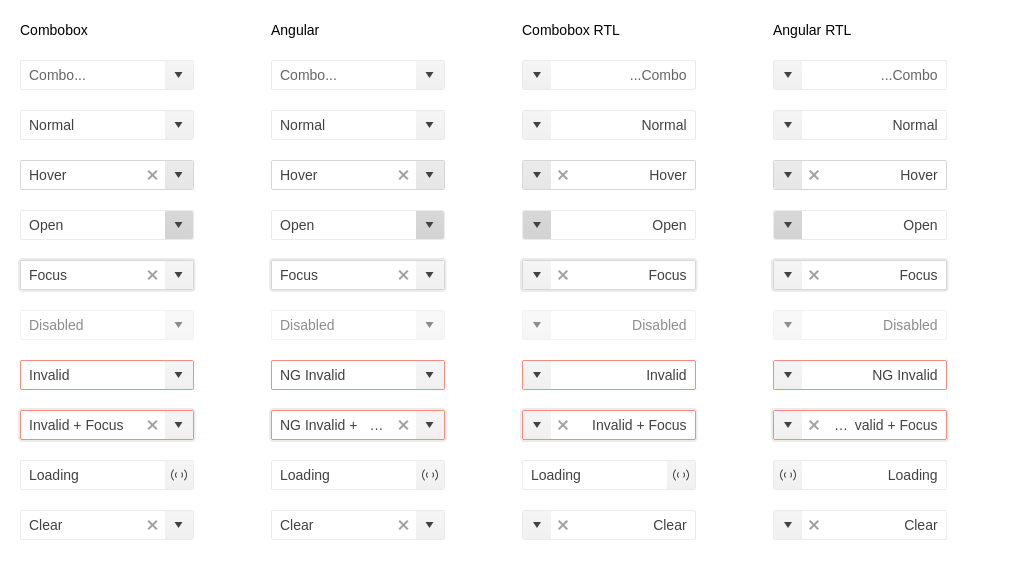 Combobox Angular Combobox RTL Angular RTL
Combo... Combo... ...Combo ...Combo
Normal Normal Normal Normal
Hover Hover Hover Hover
Open Open Open Open
Focus Focus Focus Focus
Disabled Disabled Disabled Disabled
Invalid NG Invalid Invalid NG Invalid
Invalid + Focus NG Invalid + ... Invalid + Focus ... valid + Focus
Loading Loading Loading Loading
Clear Clear Clear Clear